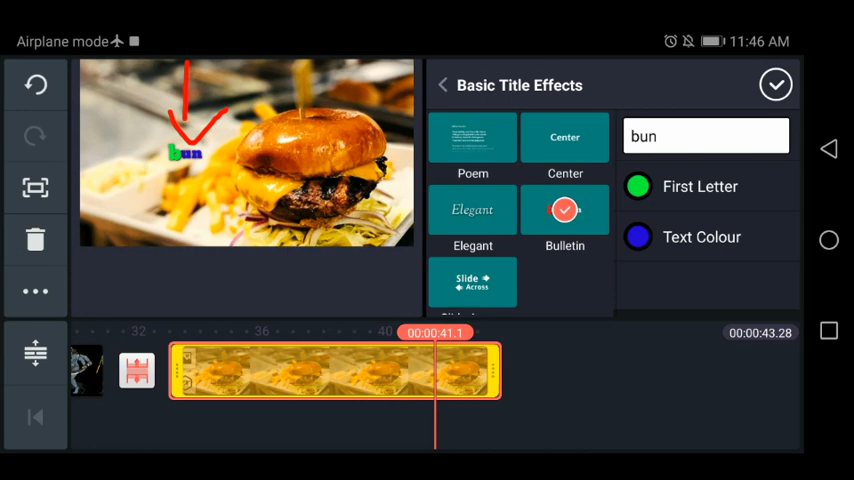 Airplane mode
11:46 AM
Basic Title Effects
bun
bun
Center
Poem
Center
First Letter
Elegant
Elegant
Bulletin
Text Colour
Slide
Across
32
36
40
00:00:41.1
00:00:43.28